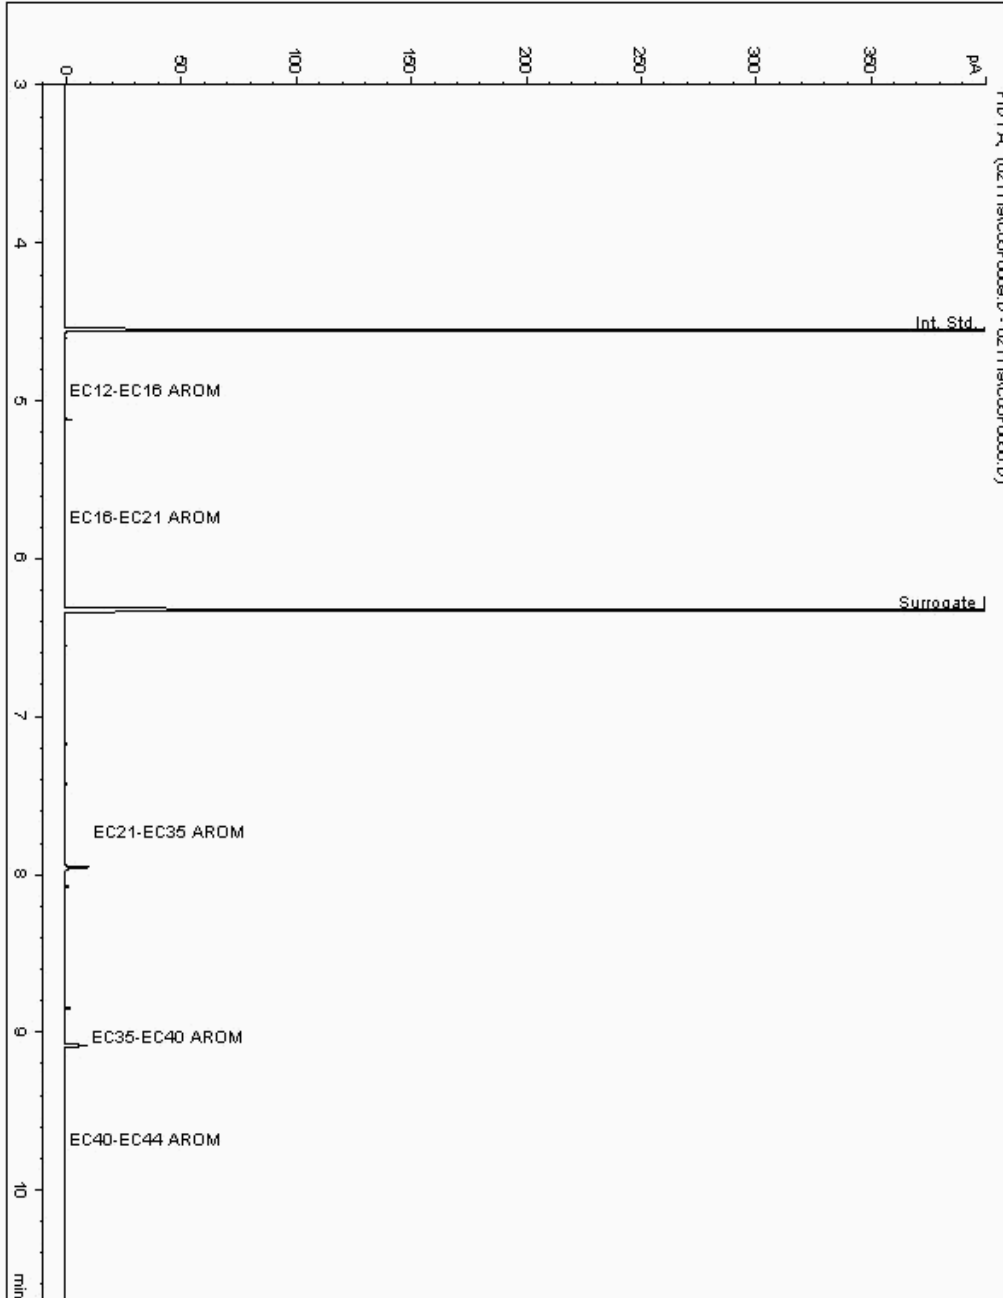 0
50
100
150
200
250
300
350
pA
3
4
5
6
7
8
9
10
min
Int. Std.
EC12-EC16 AROM
EC16-EC21 AROM
Surrogate
EC21-EC35 AROM
EC35-EC40 AROM
EC40-EC44 AROM